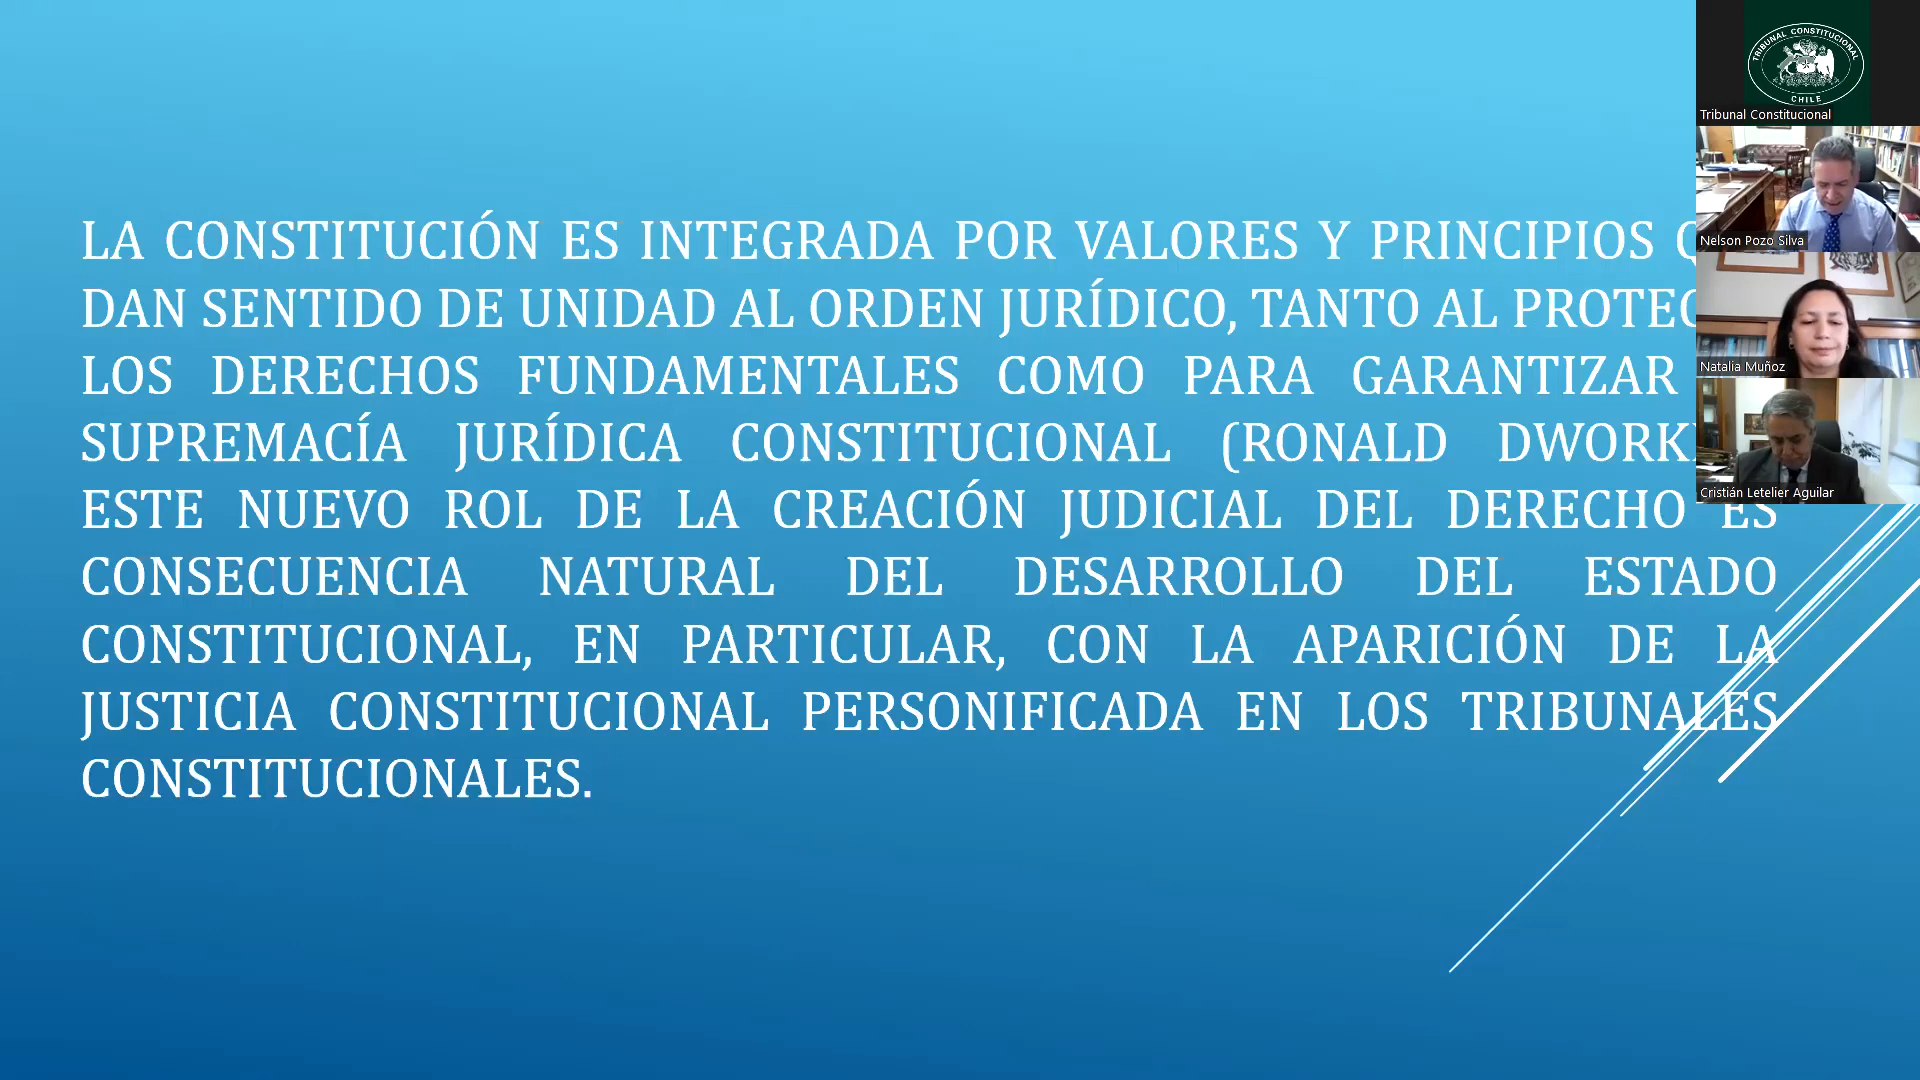 LA CONSTITUCIÓN ES INTEGRADA POR VALORES Y PRINCIPIOS
DAN SENTIDO DE UNIDAD AL ORDEN JURÍDICO, TANTO AL
LOS DERECHOS FUNDAMENTALES COMO PARA GARANTIZAR
SUPREMACÍA JURÍDICA CONSTITUCIONAL (RONALD
ESTE NUEVO ROL DE LA CREACIÓN JUDICIAL DEL DERECHO ES
CONSECUENCIA NATURAL DEL DESARROLLO DEL ESTADO
CONSTITUCIONAL, EN PARTICULAR, CON LA APARICIÓN DE LA
JUSTICIA CONSTITUCIONAL PERSONIFICADA EN LOS TRIBUNALES
CONSTITUCIONALES.
TRIBUNAL CONSTITUCIONAL
CHILE
Tribunal Constitucional
Nelson Pozo Silva
Natalia Muñoz
Cristián Letelier Aguilar